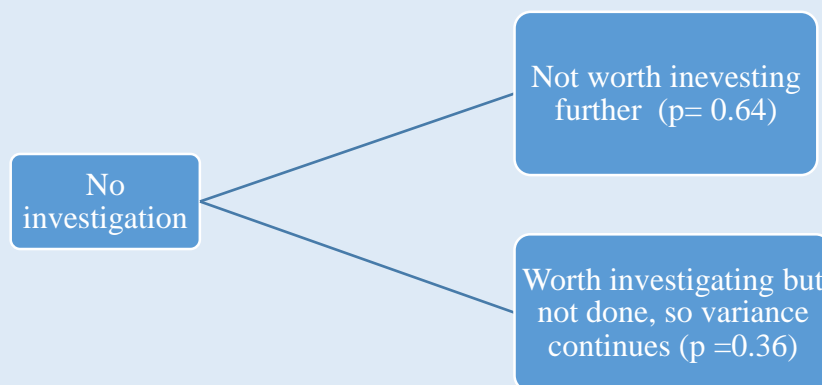 Not worth inevesting
further (p= 0.64)
No
investigation
Worth investigating but
not done, so variance
continues (p =0.36)